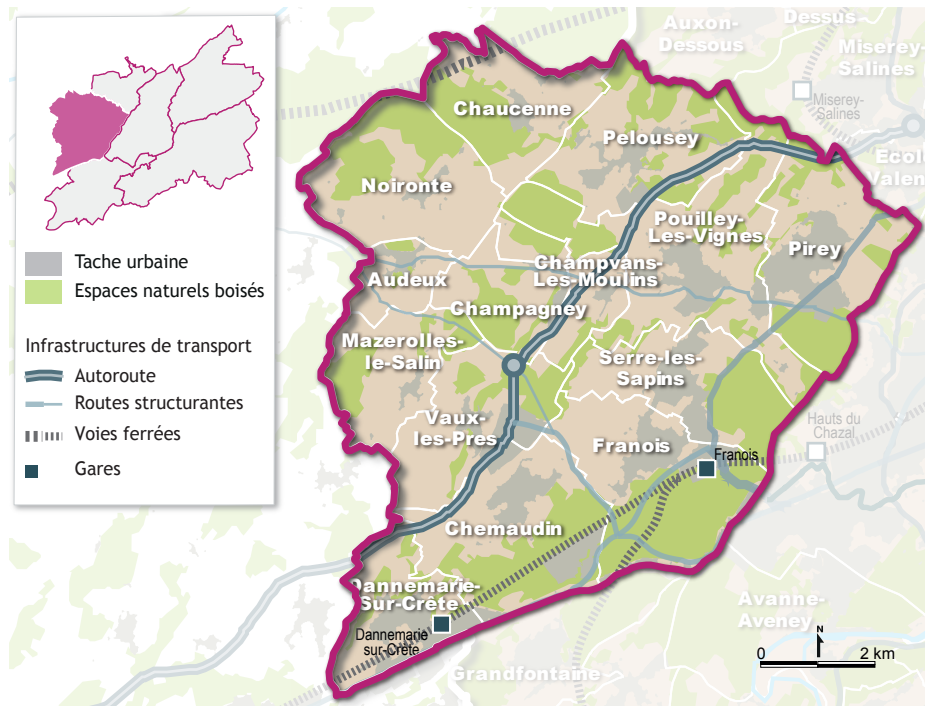 Tache urbaine
Espaces naturels boisés
Infrastructures de transport
Autoroute
Routes structurantes
Voies ferrées
Gares
Auxon-
Dessous
Dessus
Miserey-
Salines
Miserey-
Salines
Ecole
Valen
Chaucenne
Pelousey
Noironte
Pouilley-
Les-Vignes
Pirey
Audeux
Champvans-
Les-Moulins
Champagney
Mazerolles-
le-Salin
Serre-les-
Sapins
Vaux-
les-Pres
Franois
Franois
Hauts du
Chazal
Chemaudin
Dannemarie-
Sur-Crête
Dannemarie
sur-Crête
Avanne-
Aveney
Grandfontaine
N
0 2 km